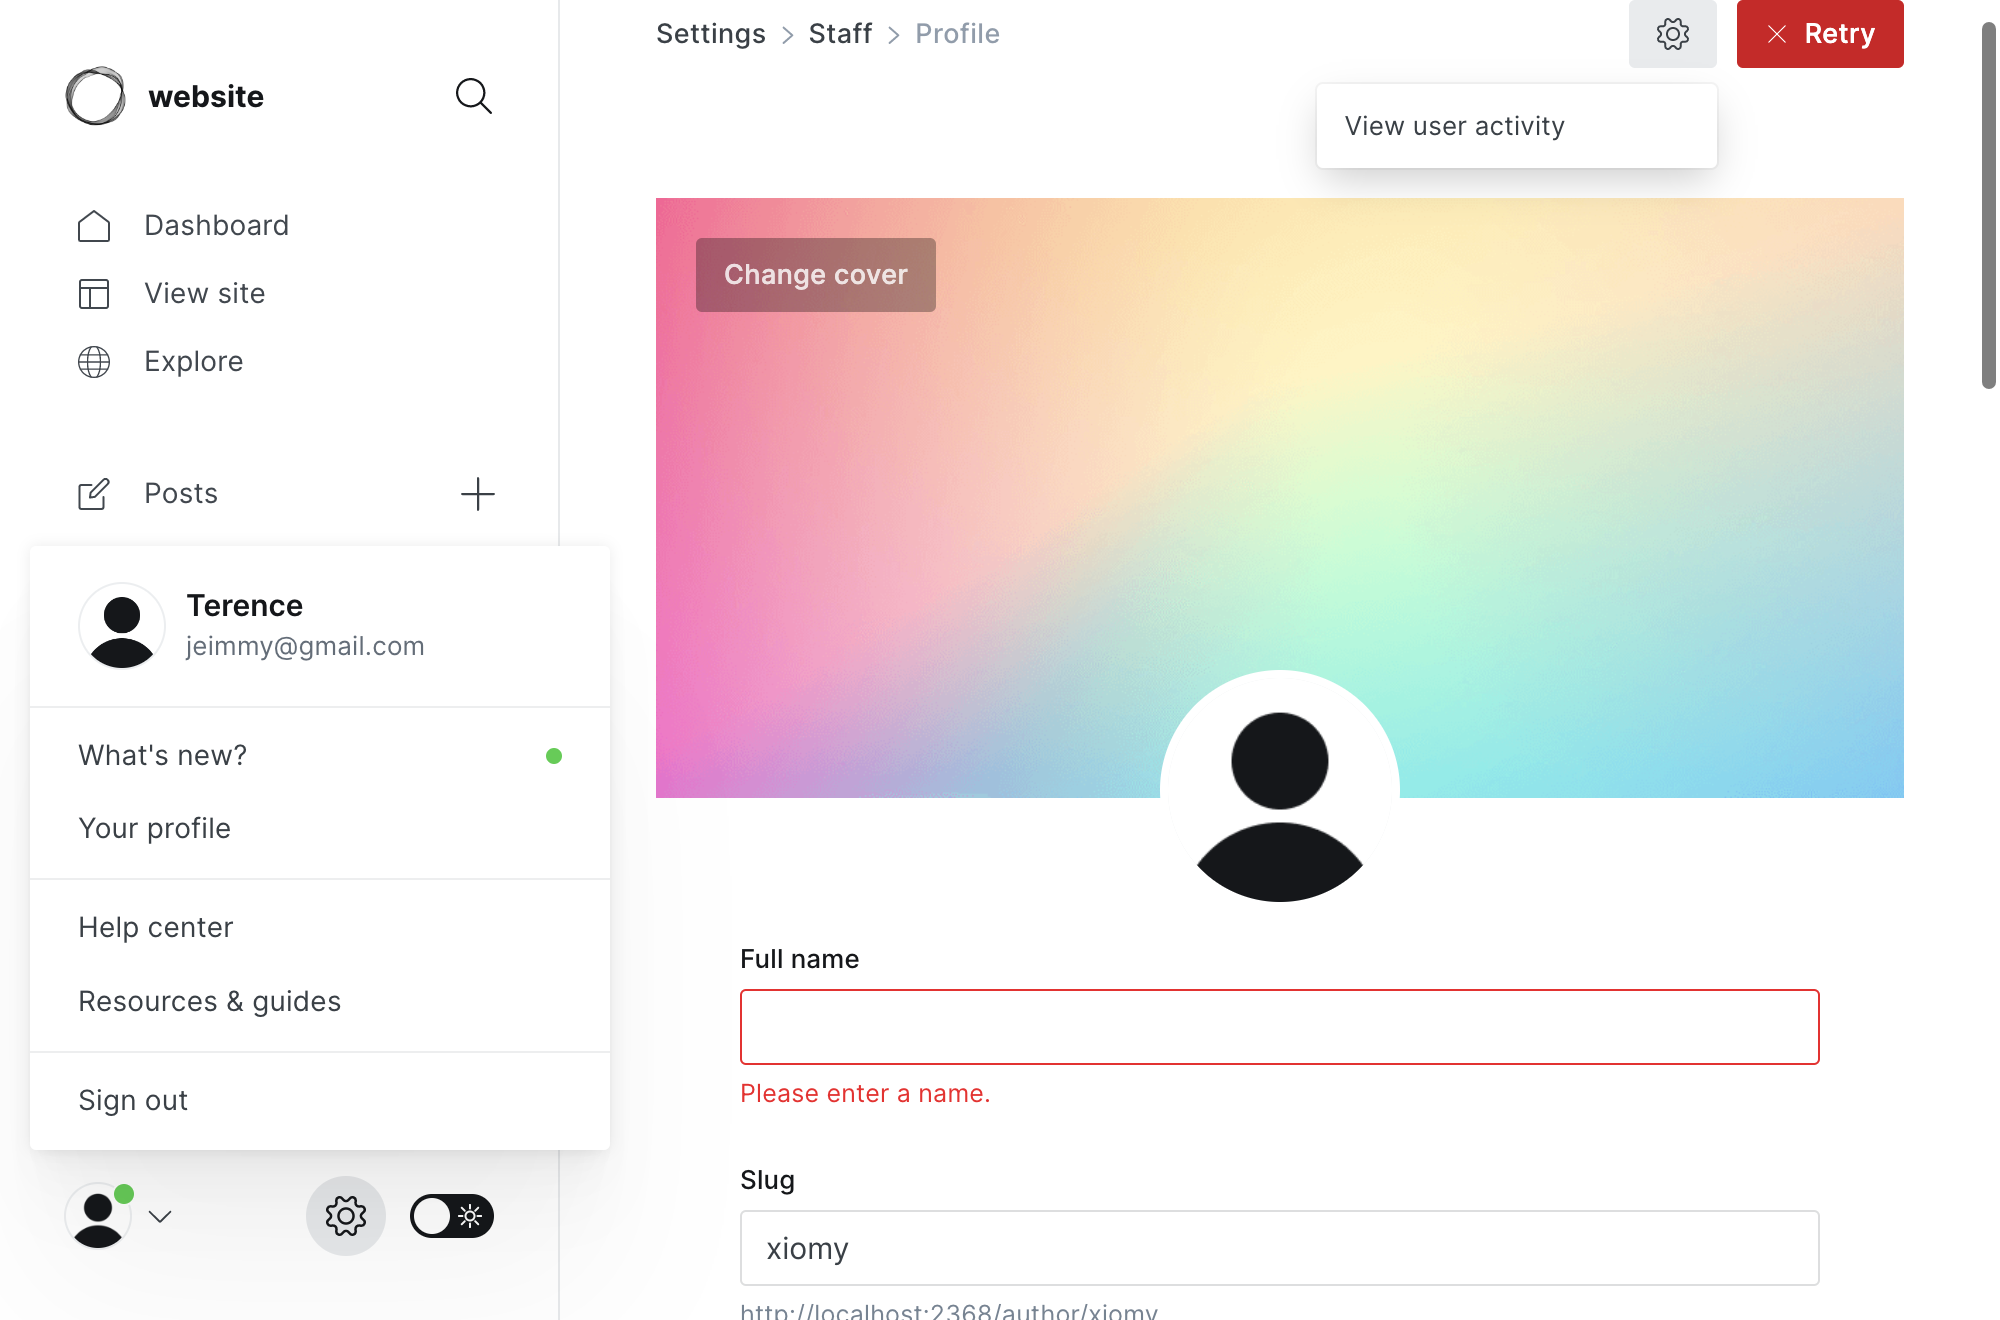 website
Dashboard
View site
Explore
Posts
Terence
jeimmy@gmail.com
What's new?
Your profile
Help center
Resources & guides
Sign out
Settings > Staff > Profile
Retry
View user activity
Change cover
Full name
Please enter a name.
Slug
xiomy
http://localhost:2368/author/xiomy